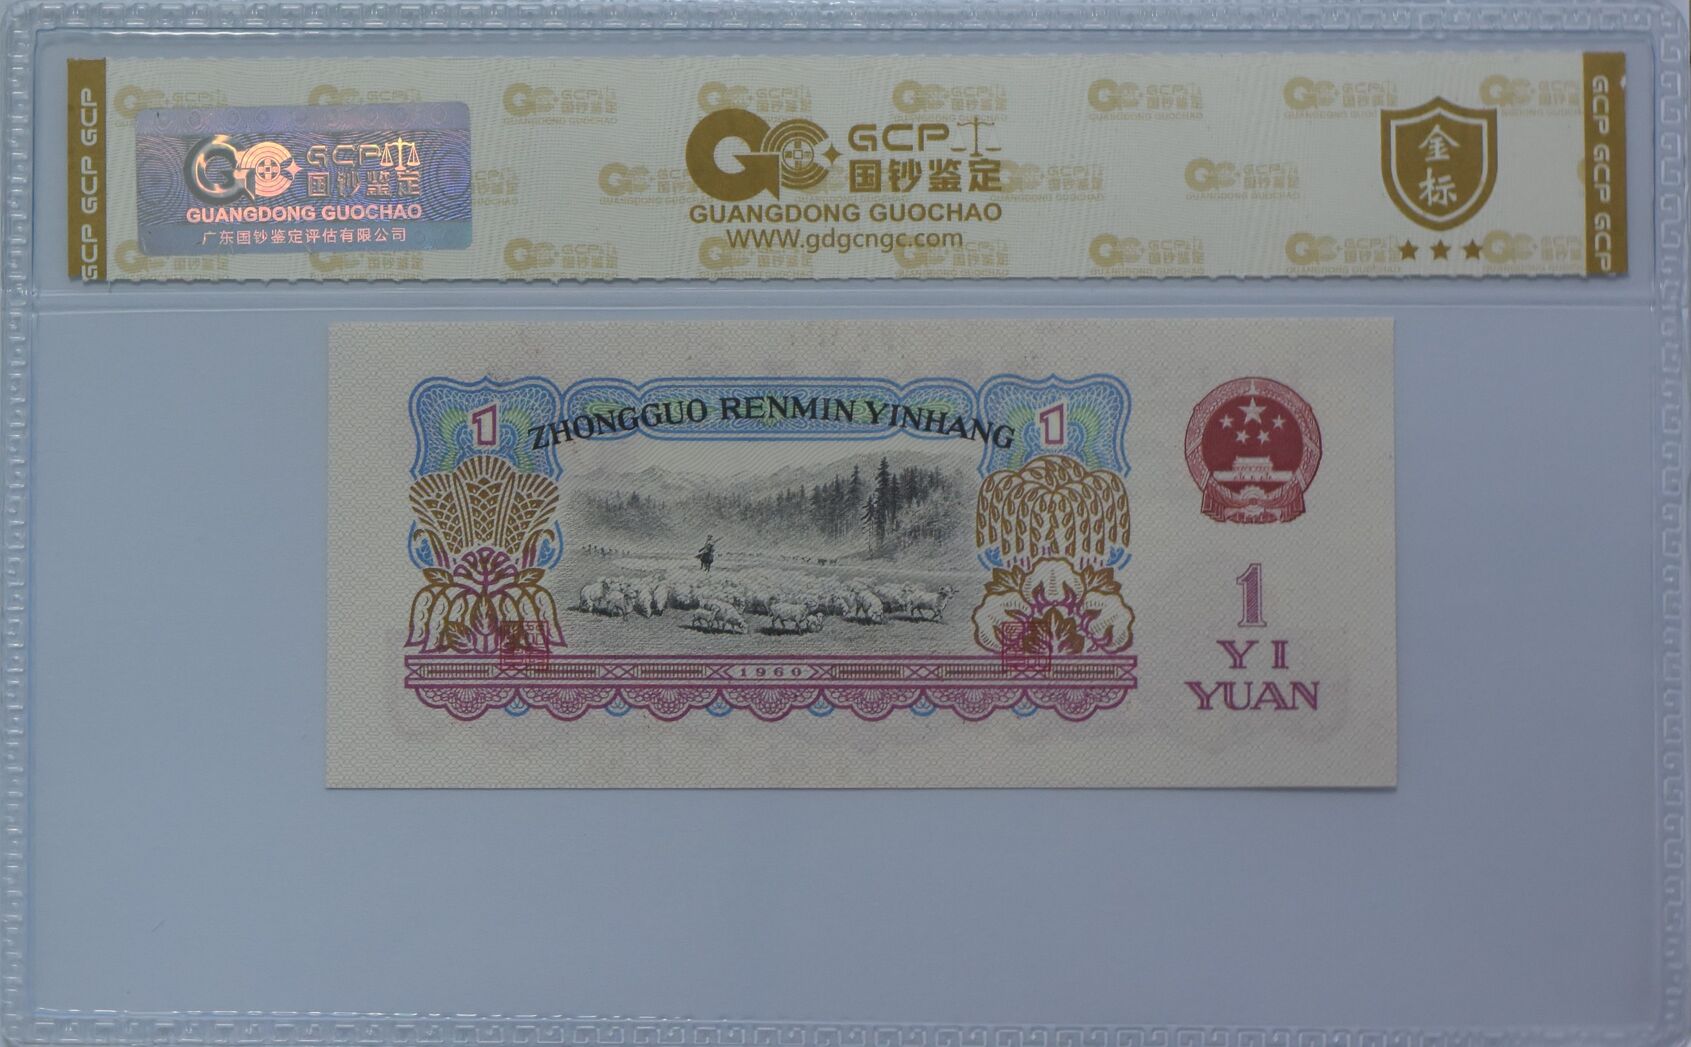 GCP GCP GCP
GCP 国钞鉴定
GUANGDONG GUOCHAO
广东国钞鉴定评估有限公司
GCP
国钞鉴定
GUANGDONG GUOCHAO
WWW.gdgcngc.com
金标
GCP GCP GCP
1
ZHONGGUO RENMIN YINHANG
1
1960
1
YI
YUAN